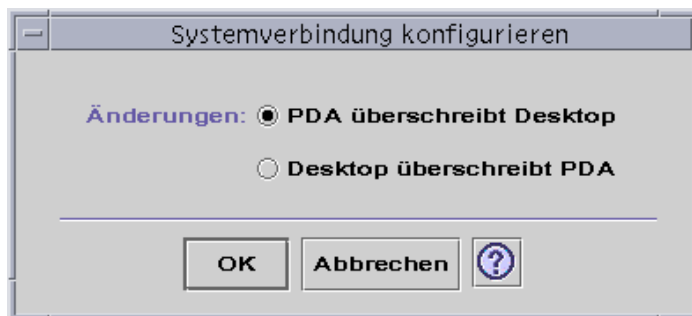 Systemverbindung konfigurieren
Änderungen: PDA überschreibt Desktop
Desktop überschreibt PDA
OK Abbrechen ?